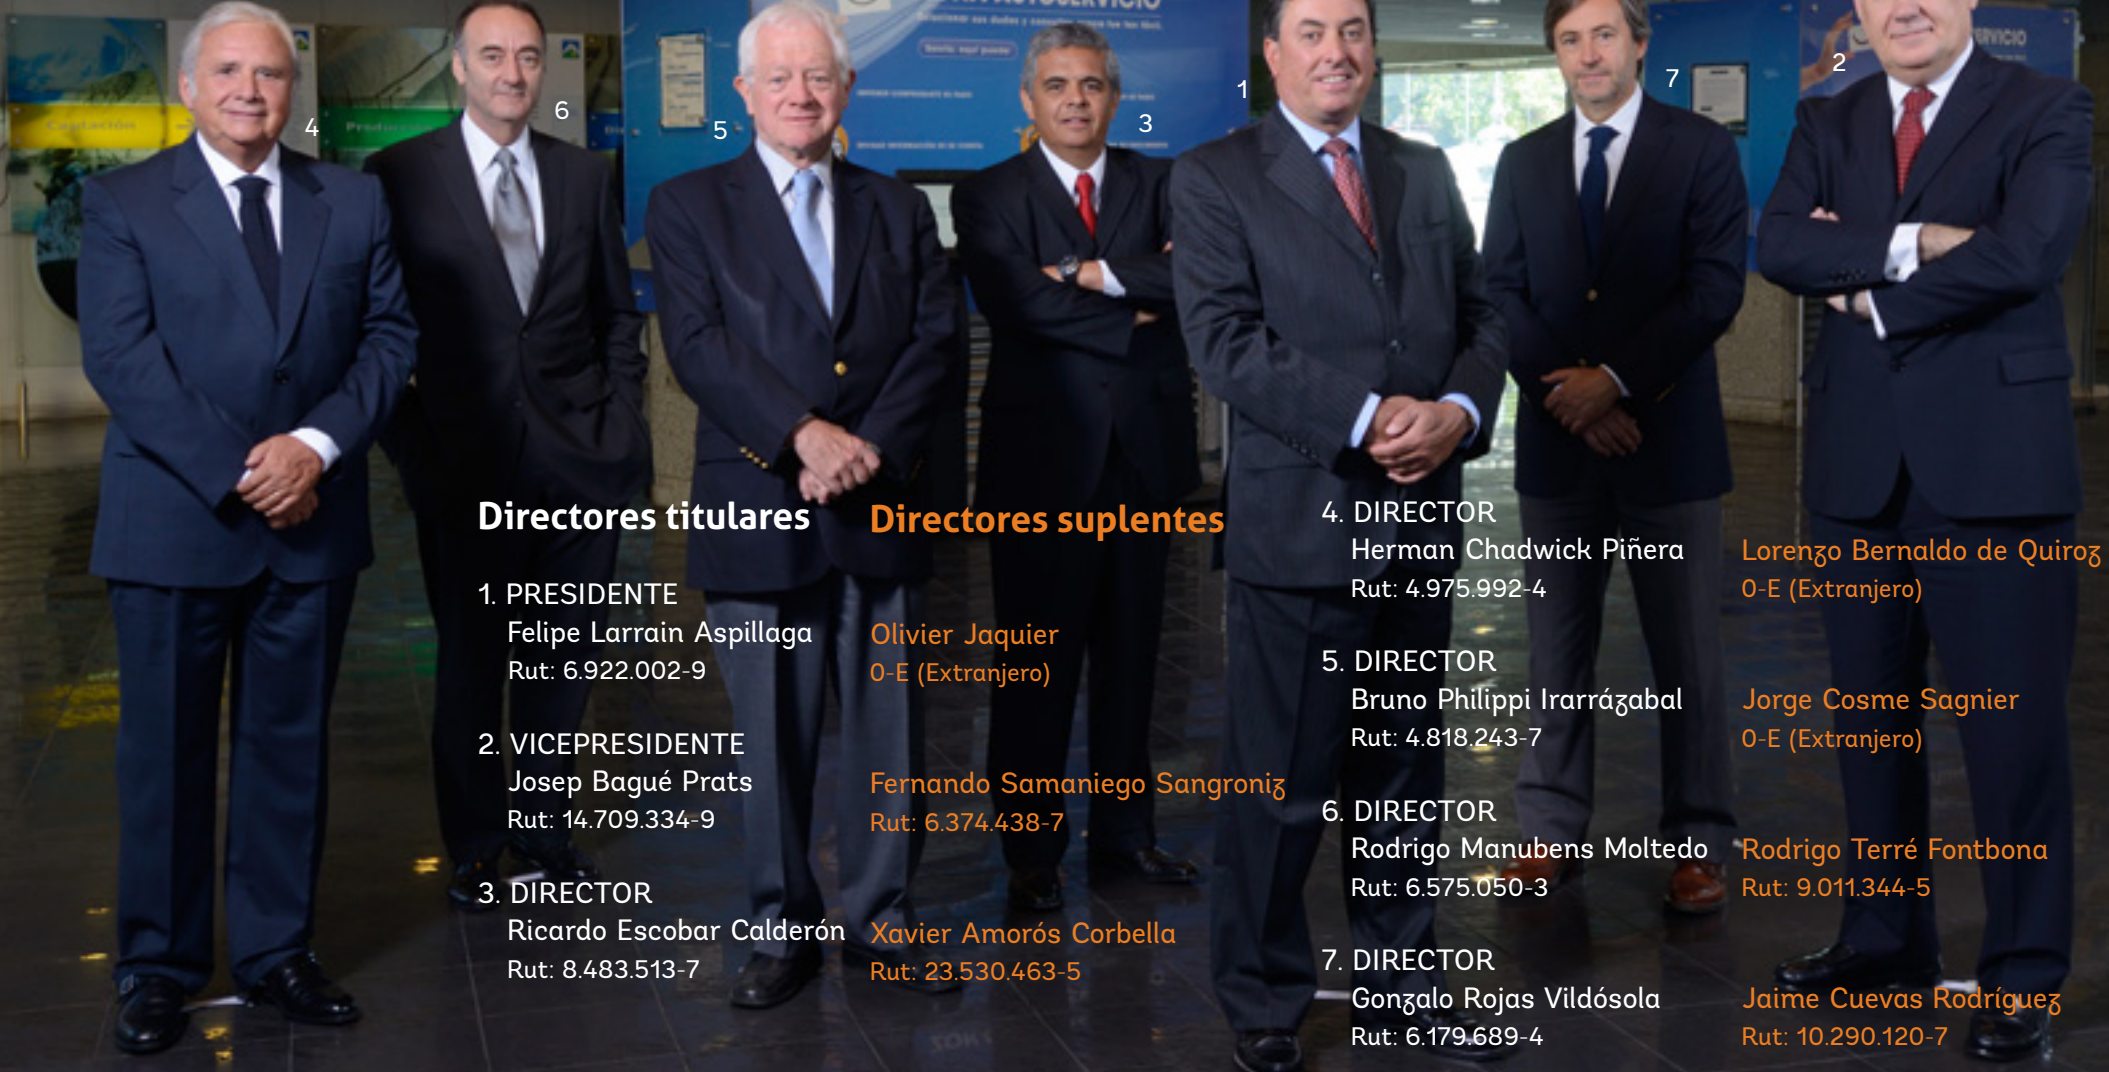 AUTOSERVICIO
SERVICIO
Captación
4
6
5
3
1
7
2
Directores titulares
1. PRESIDENTE
Felipe Larrain Aspillaga
Rut: 6.922.002-9
2. VICEPRESIDENTE
Josep Bagué Prats
Rut: 14.709.334-9
3. DIRECTOR
Ricardo Escobar Calderón
Rut: 8.483.513-7
Directores suplentes
Olivier Jaquier
0-E (Extranjero)
Fernando Samaniego Sangroniz
Rut: 6.374.438-7
Xavier Amorós Corbella
Rut: 23.530.463-5
4. DIRECTOR
Herman Chadwick Piñera
Rut: 4.975.992-4
5. DIRECTOR
Bruno Philippi Irarrázabal
Rut: 4.818.243-7
6. DIRECTOR
Rodrigo Manubens Moltedo
Rut: 6.575.050-3
7. DIRECTOR
Gonzalo Rojas Vildósola
Rut: 6.179.689-4
Lorenzo Bernaldo de Quiroz
0-E (Extranjero)
Jorge Cosme Sagnier
0-E (Extranjero)
Rodrigo Terré Fontbona
Rut: 9.011.344-5
Jaime Cuevas Rodríguez
Rut: 10.290.120-7